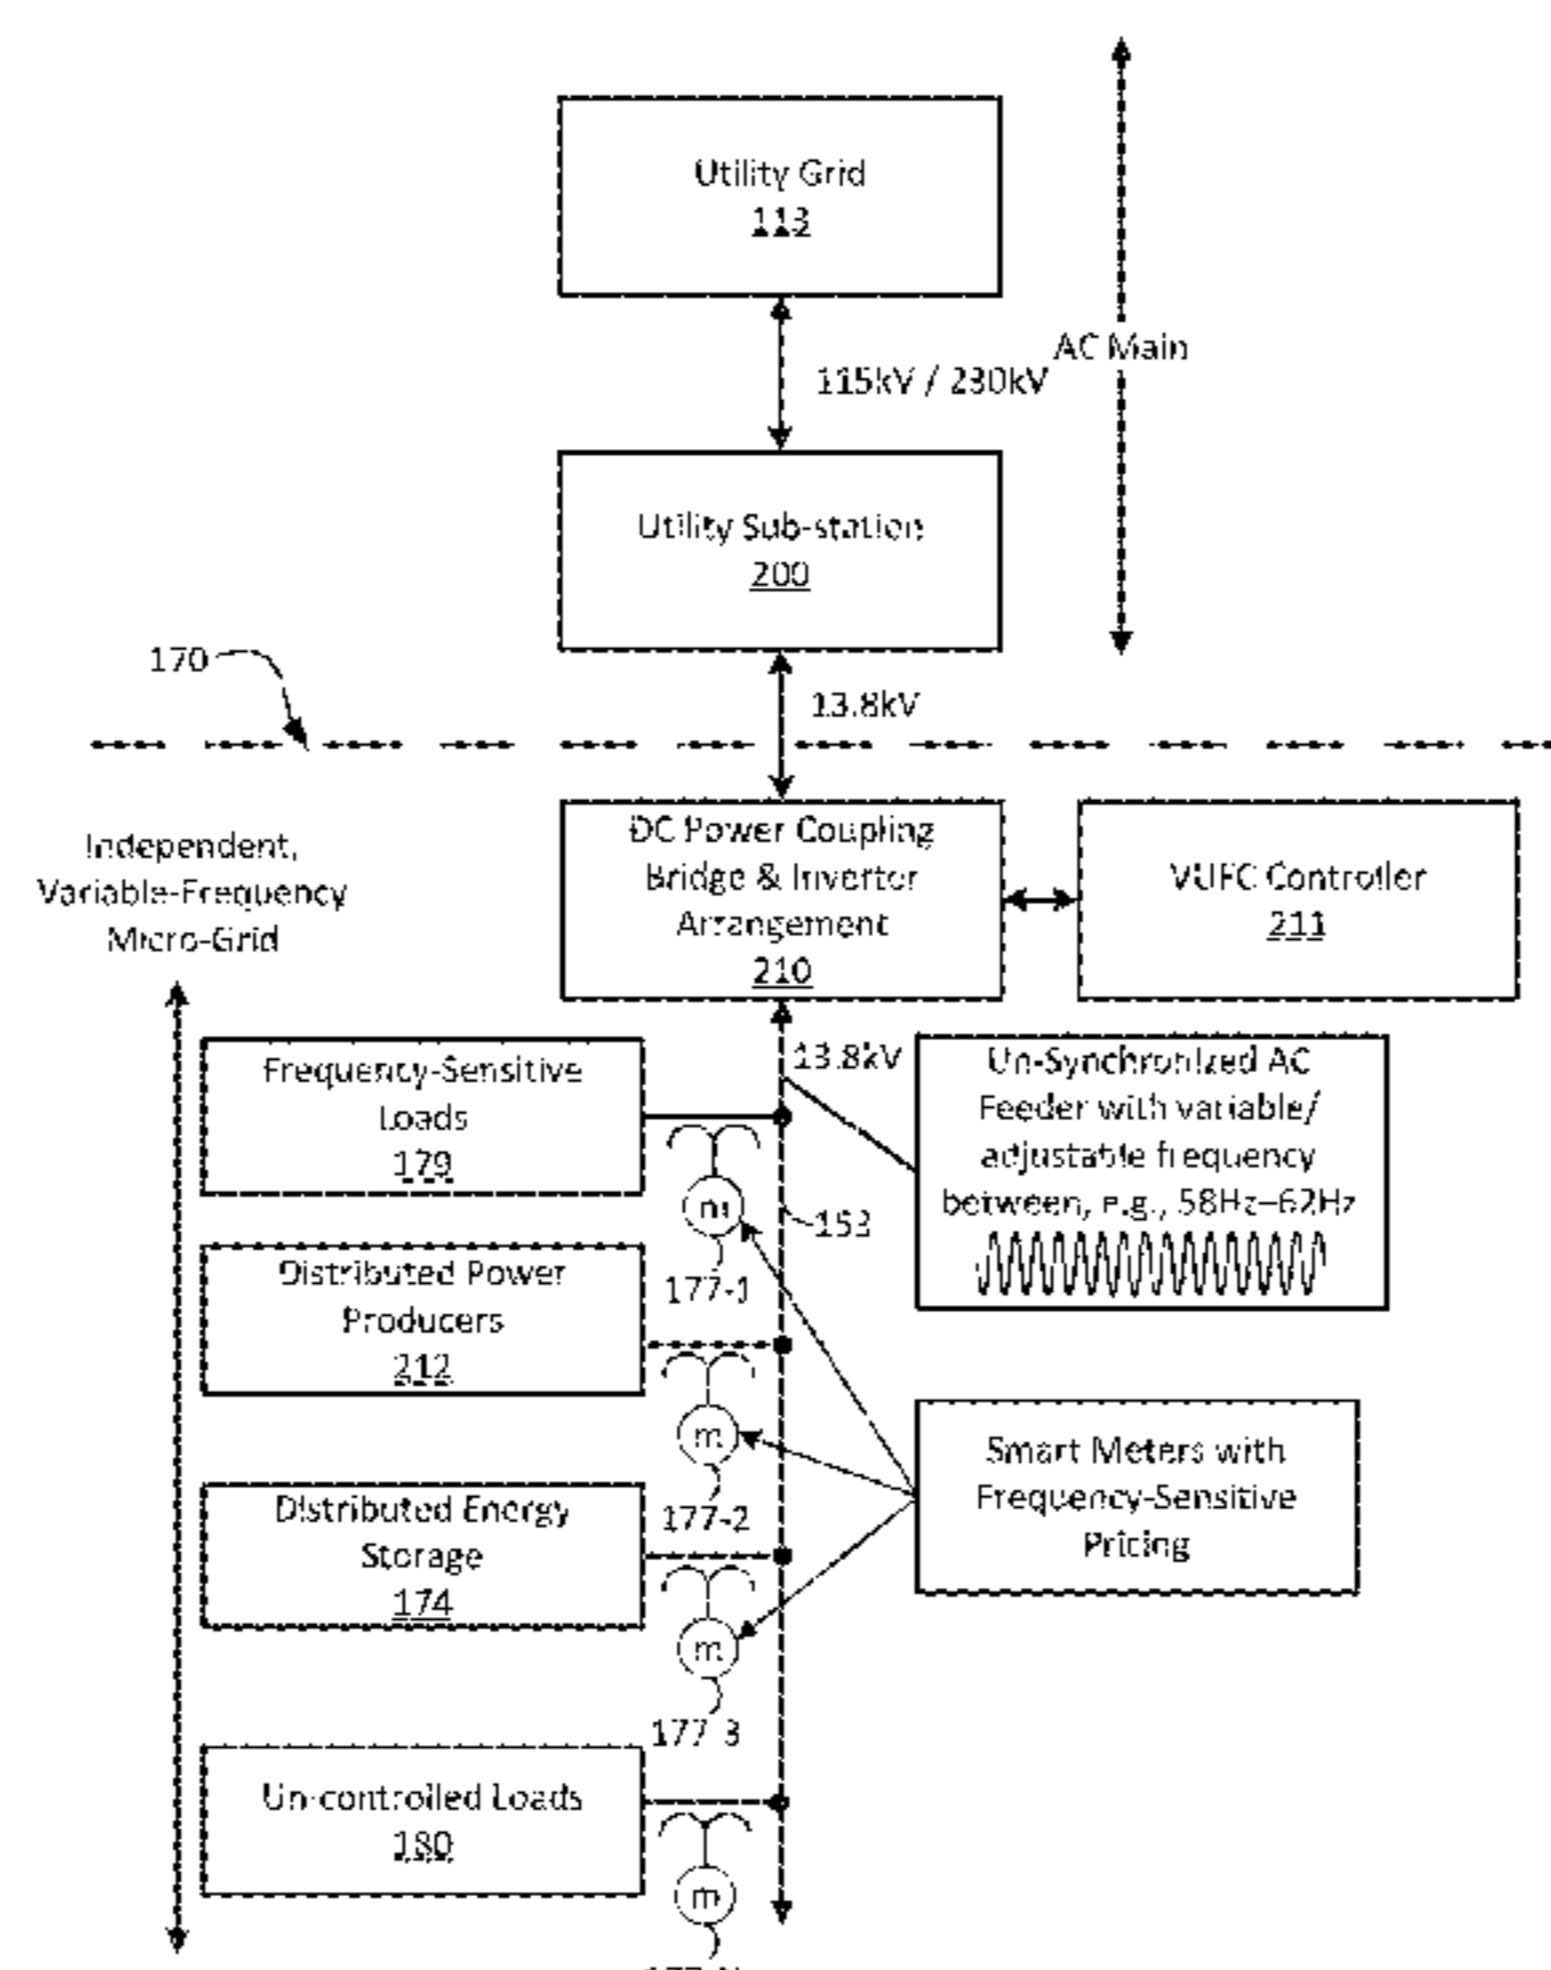 Utility Grid
113
115kV / 230kV
AC Main
Utility Sub-station
200
170
13.8kV
Independent,
Variable-Frequency
Micro-Grid
DC Power Coupling
Bridge & Invertor
Arrangement
210
VUFC Controller
211
Frequency-Sensitive
Loads
179
13.8kV
Un-Synchronized AC
Feeder with variable/
adjustable frequency
between, e.g., 58Hz–62Hz
m
153
177-1
Distributed Power
Producers
212
m
177-2
Smart Meters with
Frequency-Sensitive
Pricing
Distributed Energy
Storage
174
m
177-3
Un-controlled Loads
180
m